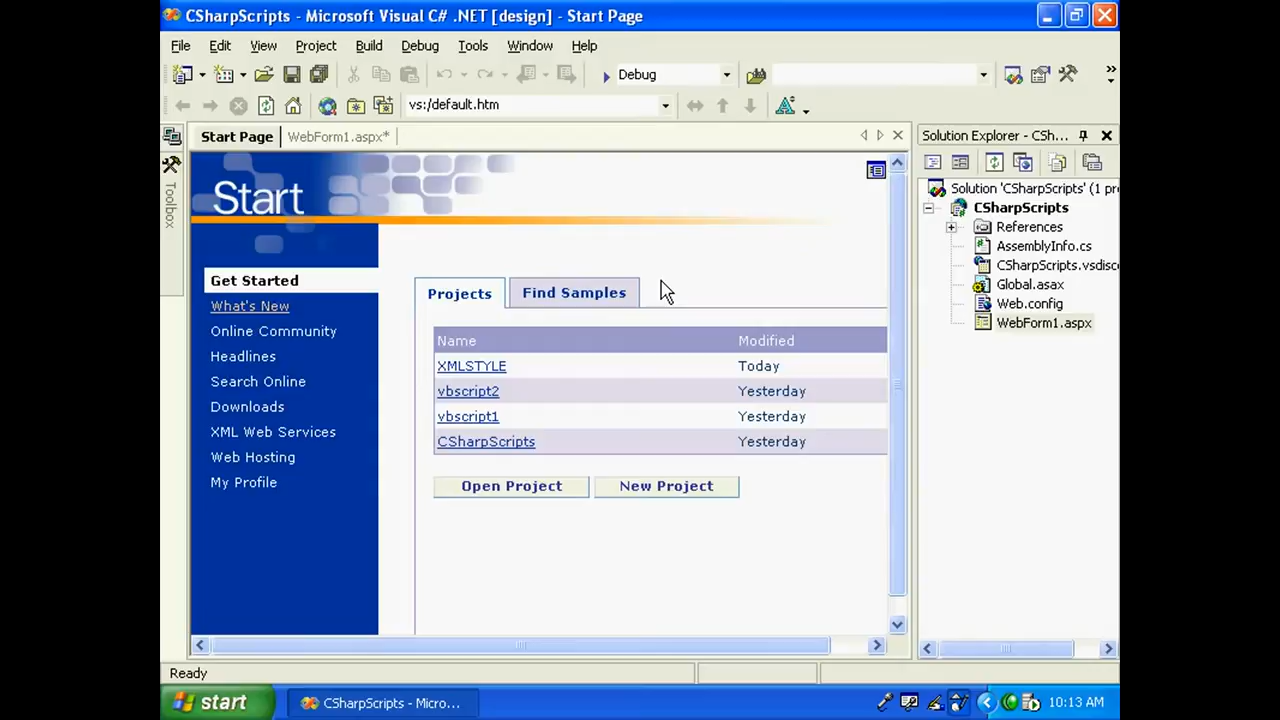 CSharpScripts - Microsoft Visual C# .NET [design] - Start Page
File Edit View Project Build Debug Tools Window Help
Debug
vs:/default.htm
Start Page WebForm1.aspx*
Toolbox
Start
Get Started
What's New
Online Community
Headlines
Search Online
Downloads
XML Web Services
Web Hosting
My Profile
Projects Find Samples
Name Modified
XMLSTYLE Today
vbscript2 Yesterday
vbscript1 Yesterday
CSharpScripts Yesterday
Open Project New Project
Solution Explorer - CSh...
Solution 'CSharpScripts' (1 pr
CSharpScripts
References
AssemblyInfo.cs
CSharpScripts.vsdisco
Global.asax
Web.config
WebForm1.aspx
Ready
start CSharpScripts - Micro... 10:13 AM